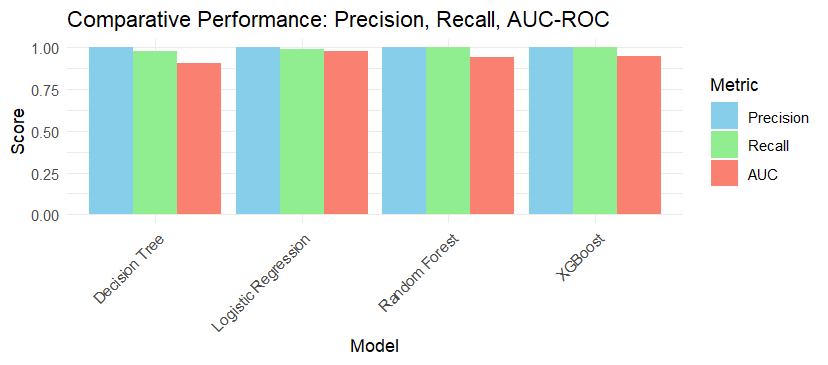 Comparative Performance: Precision, Recall, AUC-ROC
1.00
0.75
0.50
0.25
0.00
Score
Decision Tree
Logistic Regression
Random Forest
XGBoost
Model
Metric
Precision
Recall
AUC